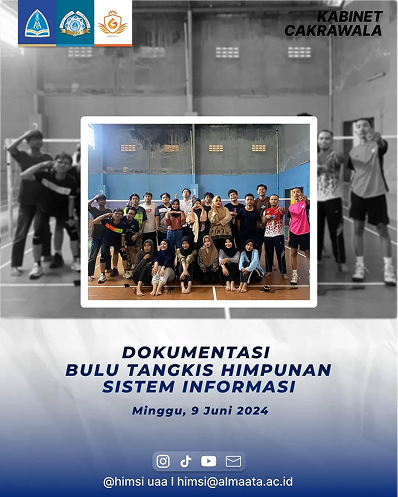 KABINET
CAKRAWALA
DOKUMENTASI
BULU TANGKIS HIMPUNAN
SISTEM INFORMASI
Minggu, 9 Juni 2024
@himsi uaa I himsi@almaata.ac.id